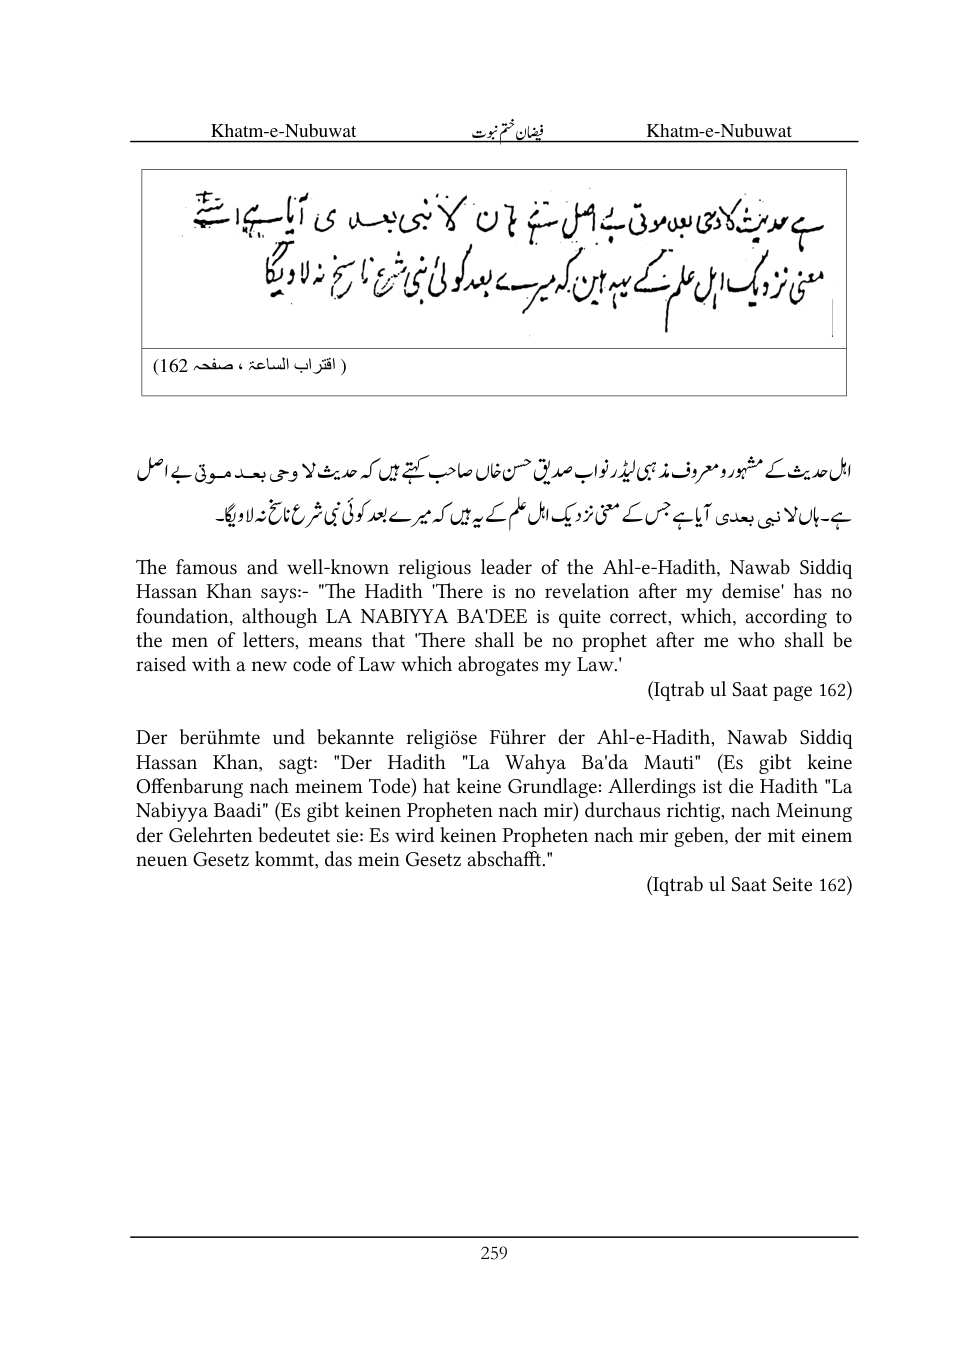 Khatm-e-Nubuwat فیضان ختم نبوت Khatm-e-Nubuwat
ہے حدیث لا وحی بعد موتی بے اصل ہے ہان لا نبی بعدی آیا ہے اسکے
معنی نزدیک اہل علم کے یہہ ہین کہ میرے بعد کوئی نبی شرع ناسخ نہ لاویگا
( اقتراب الساعة ، صفحہ 162)
اہل حدیث کے مشہور و معروف مذہبی لیڈر نواب صدیق حسن خاں صاحب کہتے ہیں کہ حدیث لا وحی بعد موتی بے اصل
ہے۔ ہاں لا نبی بعدی آیا ہے جس کے معنی نزدیک اہل علم کے یہ ہیں کہ میرے بعد کوئی نبی شرع ناسخ نہ لاویگا۔
The famous and well-known religious leader of the Ahl-e-Hadith, Nawab Siddiq
Hassan Khan says:- "The Hadith 'There is no revelation after my demise' has no
foundation, although LA NABIYYA BA'DEE is quite correct, which, according to
the men of letters, means that 'There shall be no prophet after me who shall be
raised with a new code of Law which abrogates my Law.'
(Iqtrab ul Saat page 162)
Der berühmte und bekannte religiöse Führer der Ahl-e-Hadith, Nawab Siddiq
Hassan Khan, sagt: "Der Hadith "La Wahya Ba'da Mauti" (Es gibt keine
Offenbarung nach meinem Tode) hat keine Grundlage: Allerdings ist die Hadith "La
Nabiyya Baadi" (Es gibt keinen Propheten nach mir) durchaus richtig, nach Meinung
der Gelehrten bedeutet sie: Es wird keinen Propheten nach mir geben, der mit einem
neuen Gesetz kommt, das mein Gesetz abschafft."
(Iqtrab ul Saat Seite 162)
259